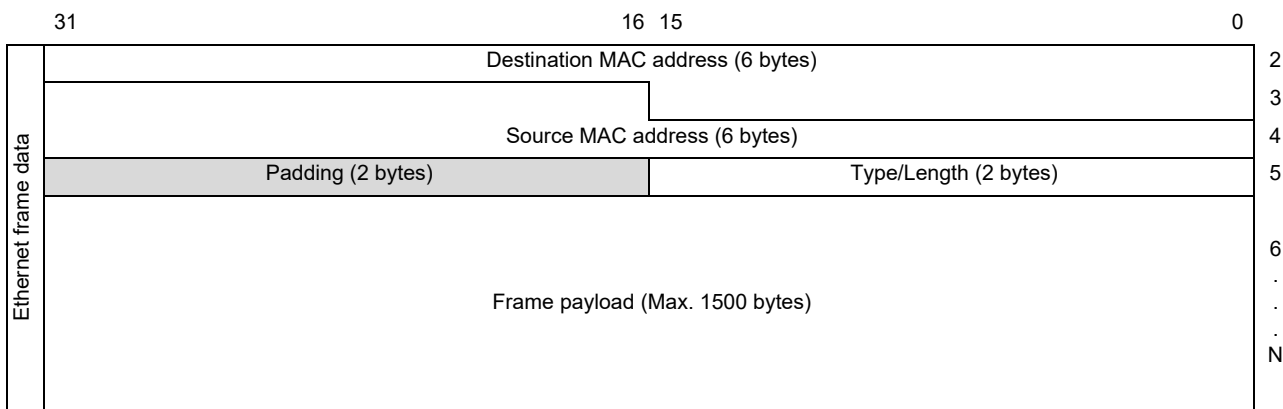 31 16 15 0
Destination MAC address (6 bytes) 2
3
Source MAC address (6 bytes) 4
Padding (2 bytes) Type/Length (2 bytes) 5
Ethernet frame data
6
.
Frame payload (Max. 1500 bytes) .
.
N